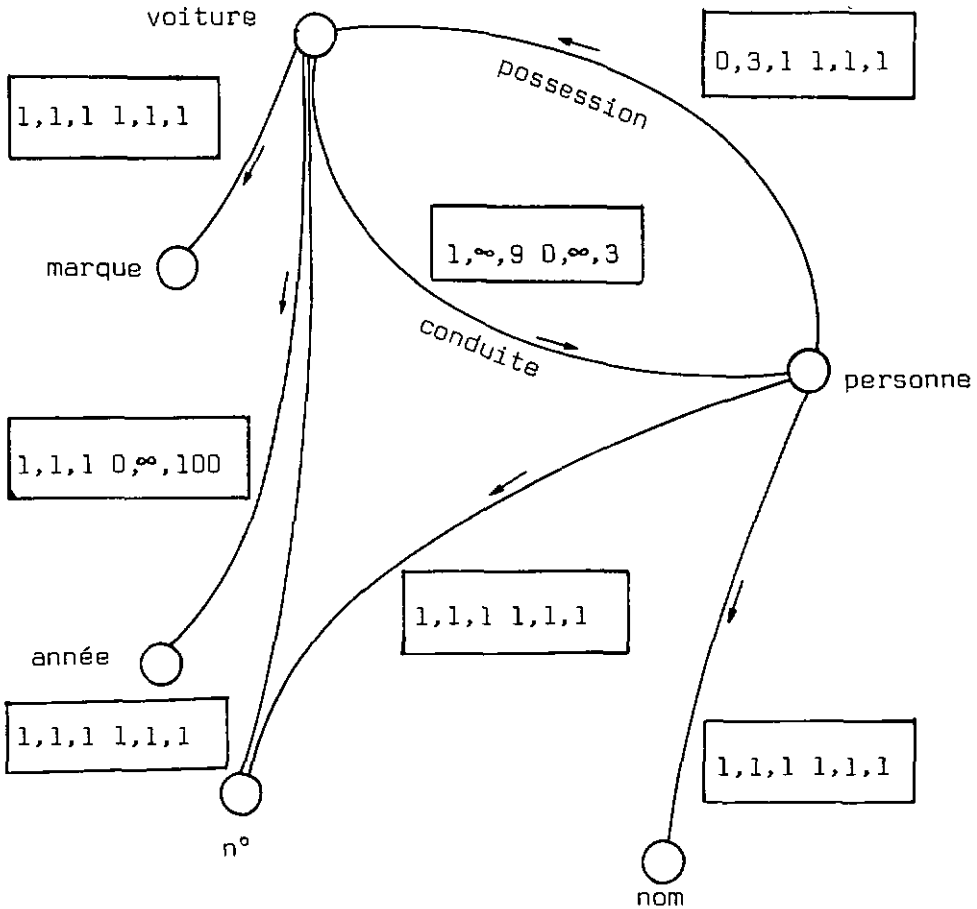 voiture
0,3,1 1,1,1
possession
1,1,1 1,1,1
1,∞,9 0,∞,3
marque
conduite
personne
1,1,1 0,∞,100
1,1,1 1,1,1
année
1,1,1 1,1,1
1,1,1 1,1,1
n°
nom